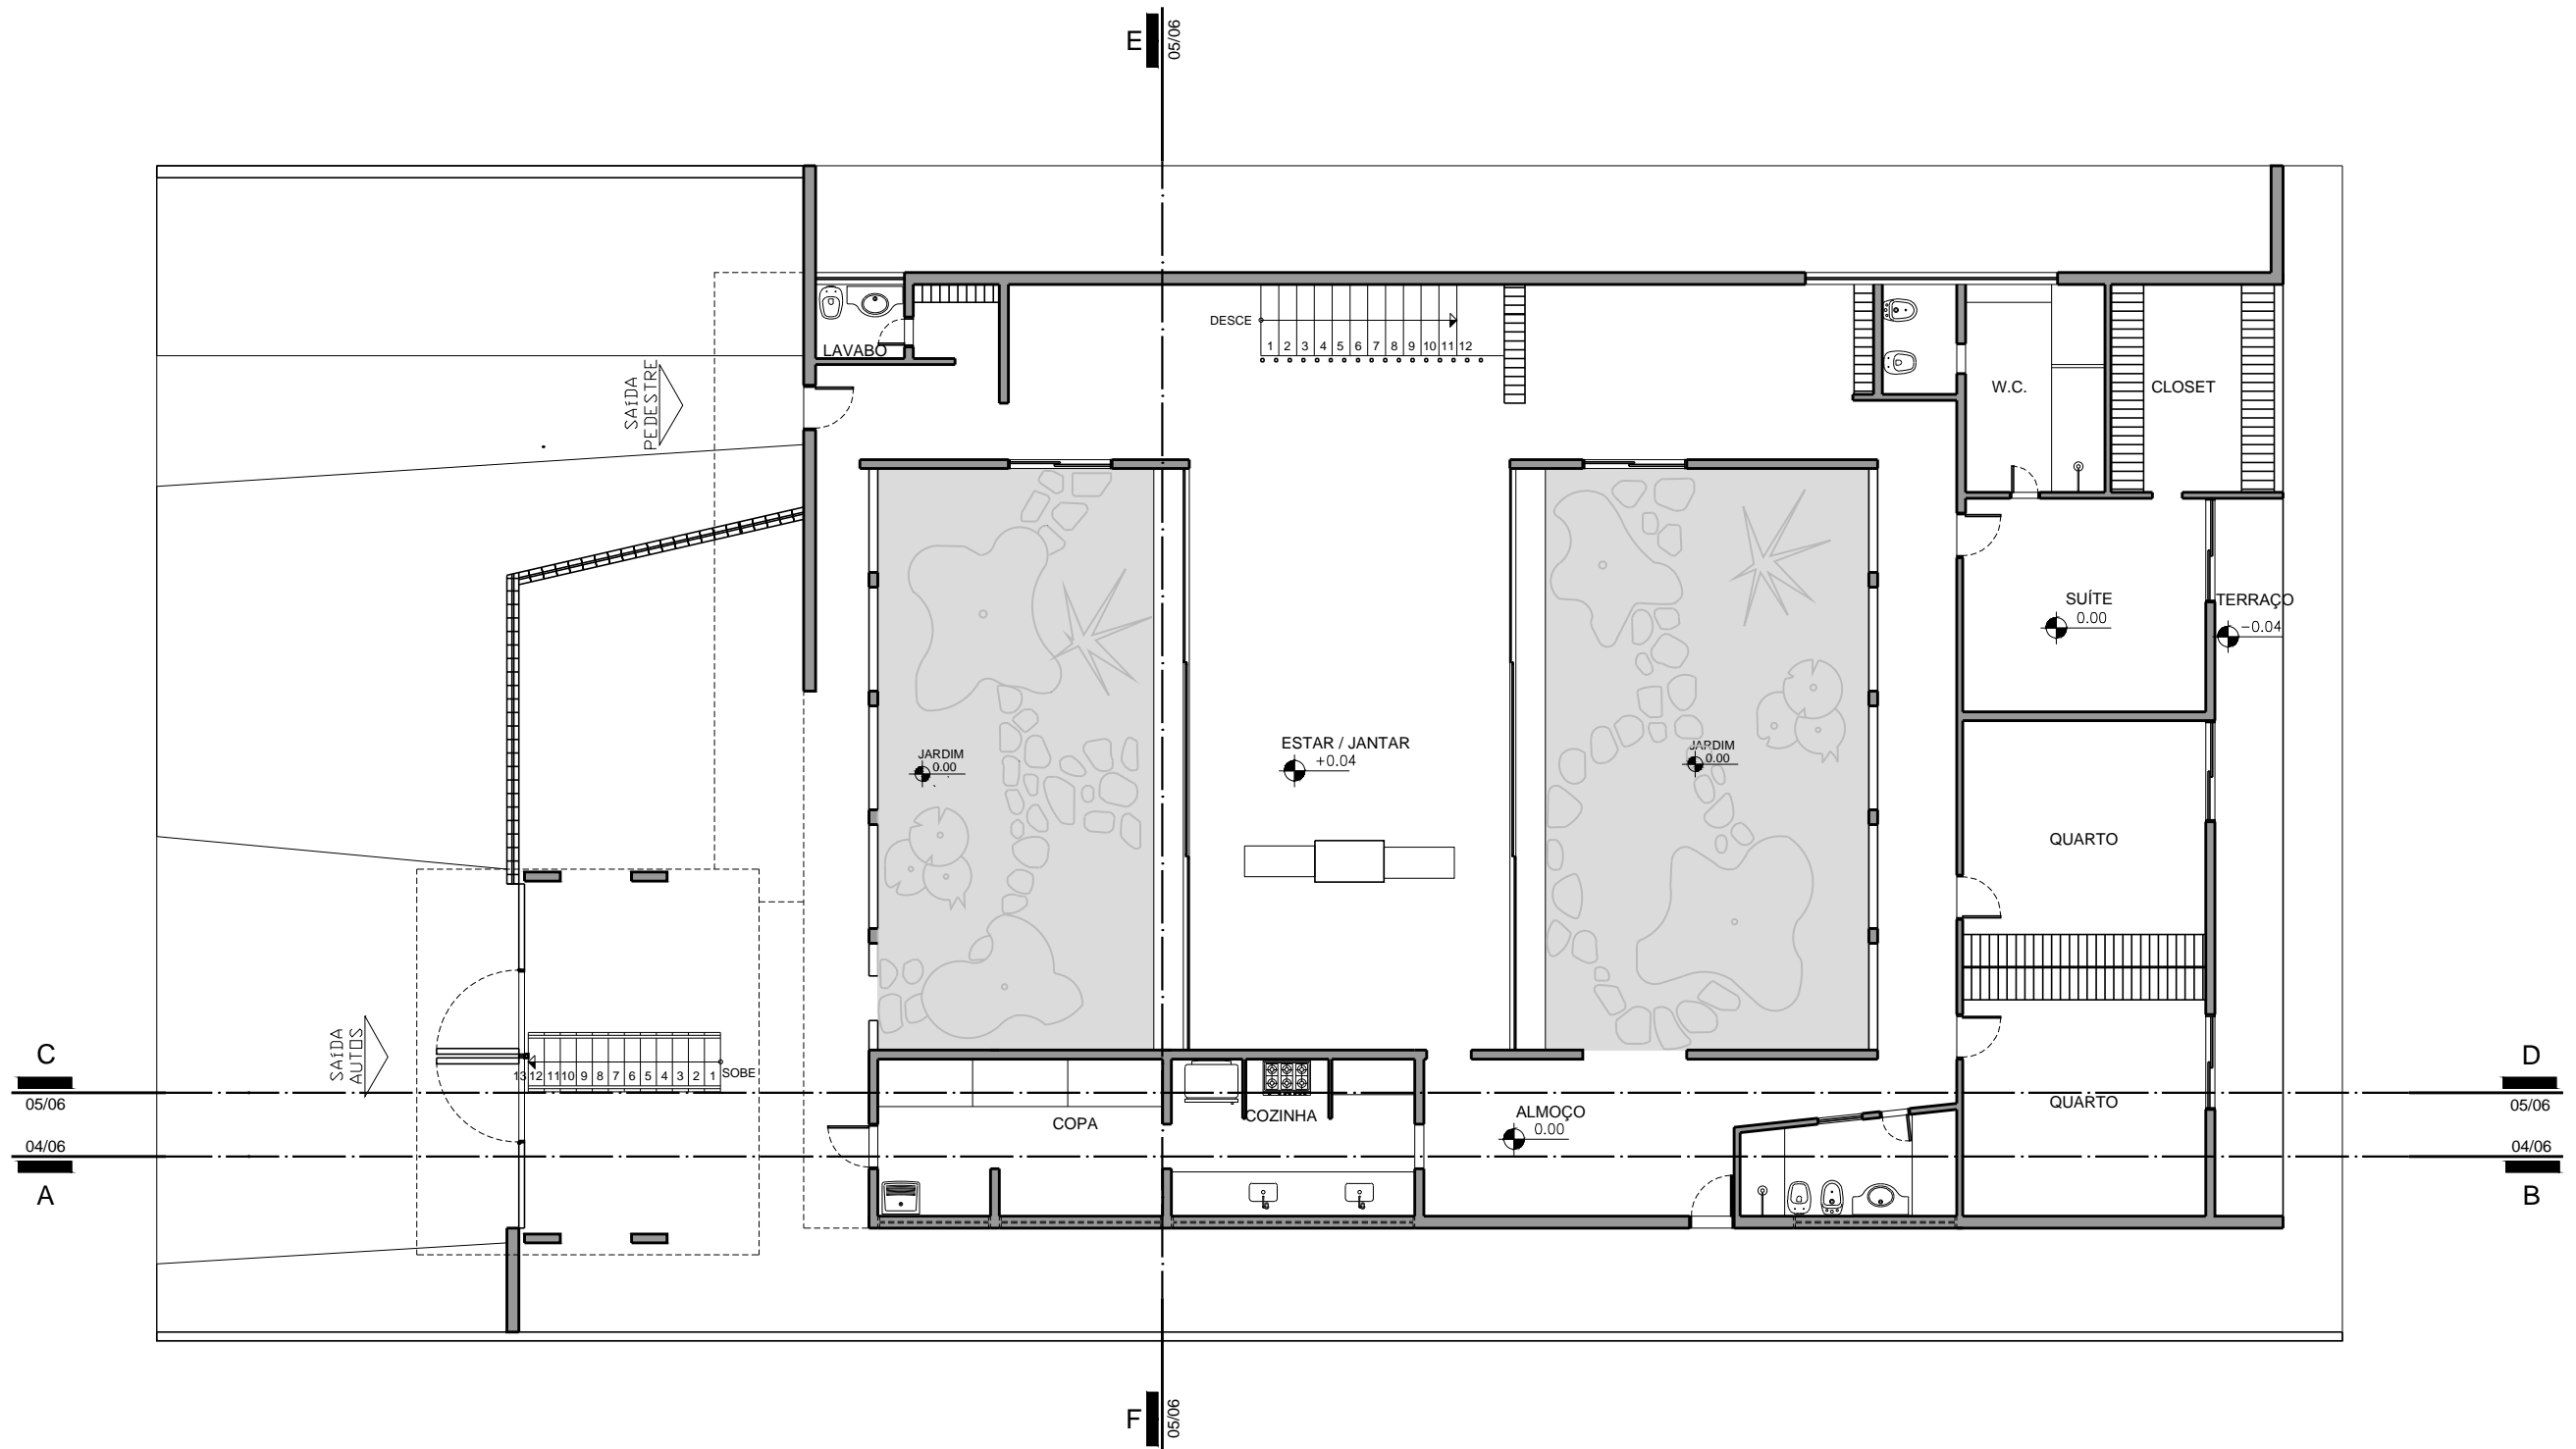 E
05/06
DESCE
1 2 3 4 5 6 7 8 9 10 11 12
LAVABO
SAÍDA
PEDESTRE
W.C.
CLOSET
SUÍTE
0.00
TERRAÇO
-0.04
JARDIM
0.00
ESTAR / JANTAR
+0.04
JARDIM
0.00
QUARTO
SAÍDA
AUTOS
13 12 11 10 9 8 7 6 5 4 3 2 1
SOBE
C
05/06
D
05/06
COPA
COZINHA
ALMOÇO
0.00
QUARTO
04/06
A
04/06
B
F
05/06